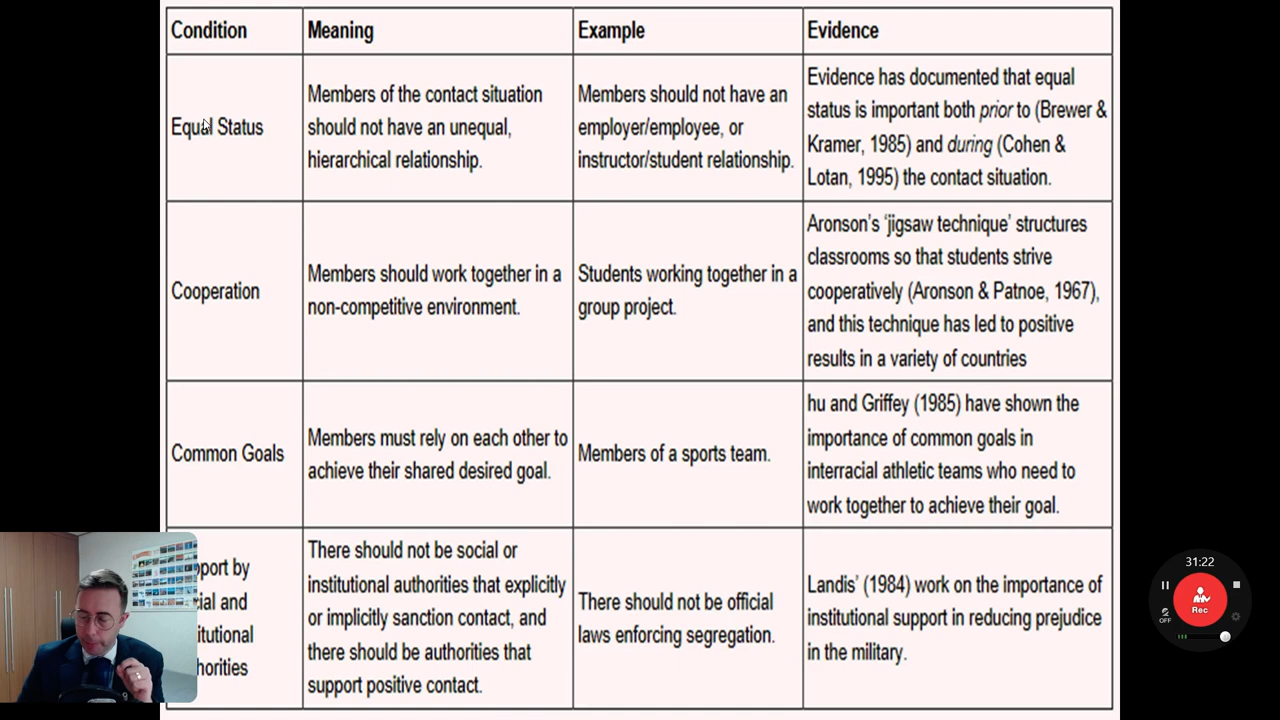 Condition Meaning Example Evidence
Equal Status
Members of the contact situation
should not have an unequal,
hierarchical relationship.
Members should not have an
employer/employee, or
instructor/student relationship.
Evidence has documented that equal
status is important both prior to (Brewer &
Kramer, 1985) and during (Cohen &
Lotan, 1995) the contact situation.
Cooperation
Members should work together in a
non-competitive environment.
Students working together in a
group project.
Aronson’s ‘jigsaw technique’ structures
classrooms so that students strive
cooperatively (Aronson & Patnoe, 1967),
and this technique has led to positive
results in a variety of countries
Common Goals
Members must rely on each other to
achieve their shared desired goal.
Members of a sports team.
hu and Griffey (1985) have shown the
importance of common goals in
interracial athletic teams who need to
work together to achieve their goal.
port by
ial and
itutional
horities
There should not be social or
institutional authorities that explicitly
or implicitly sanction contact, and
there should be authorities that
support positive contact.
There should not be official
laws enforcing segregation.
Landis’ (1984) work on the importance of
institutional support in reducing prejudice
in the military.
31:22
Rec
OFF